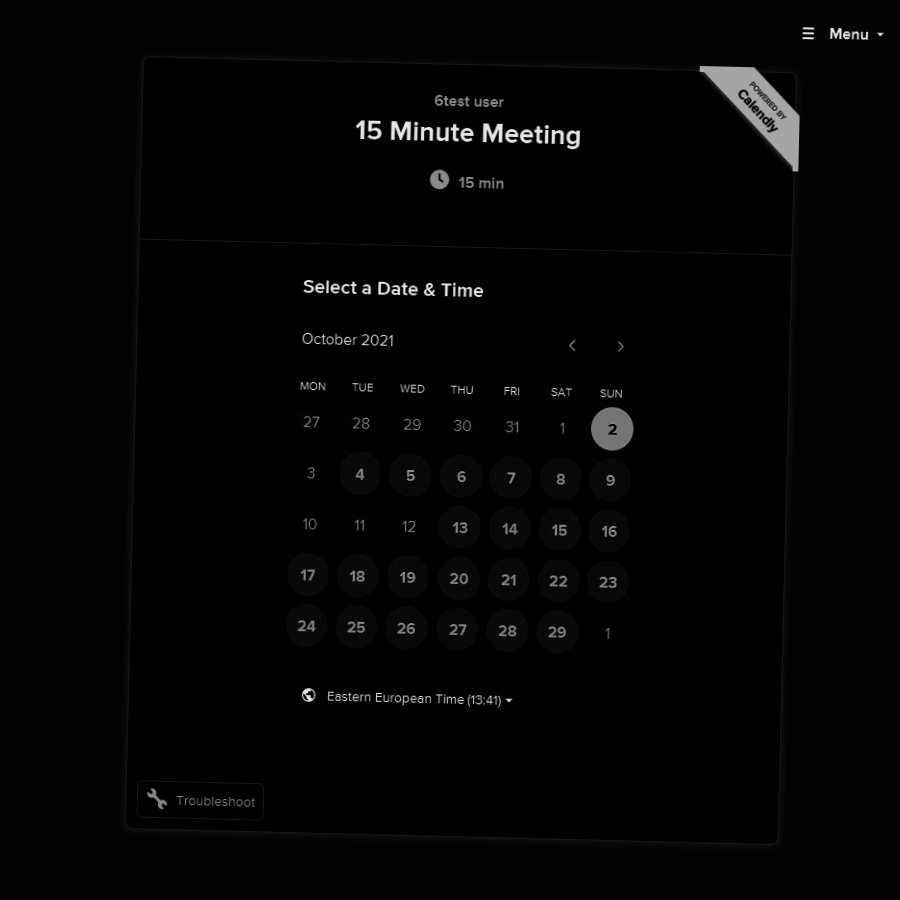 Menu
POWERED BY
Calendly
6test user
15 Minute Meeting
15 min
Select a Date & Time
October 2021
MON TUE WED THU FRI SAT SUN
27 28 29 30 31 1 2
3 4 5 6 7 8 9
10 11 12 13 14 15 16
17 18 19 20 21 22 23
24 25 26 27 28 29 1
Eastern European Time (13:41)
Troubleshoot